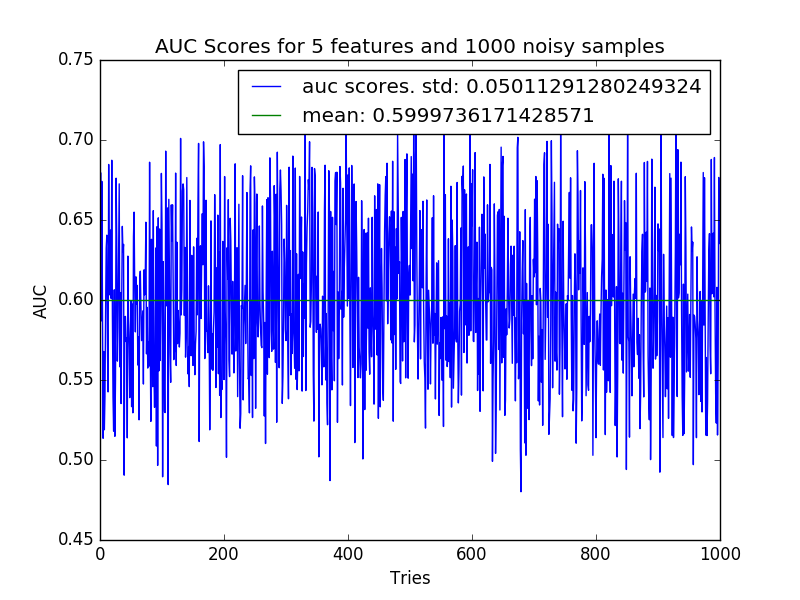 AUC Scores for 5 features and 1000 noisy samples
auc scores. std: 0.05011291280249324
mean: 0.5999736171428571
0.75
0.70
0.65
0.60
0.55
0.50
0.45
AUC
0 200 400 600 800 1000
Tries